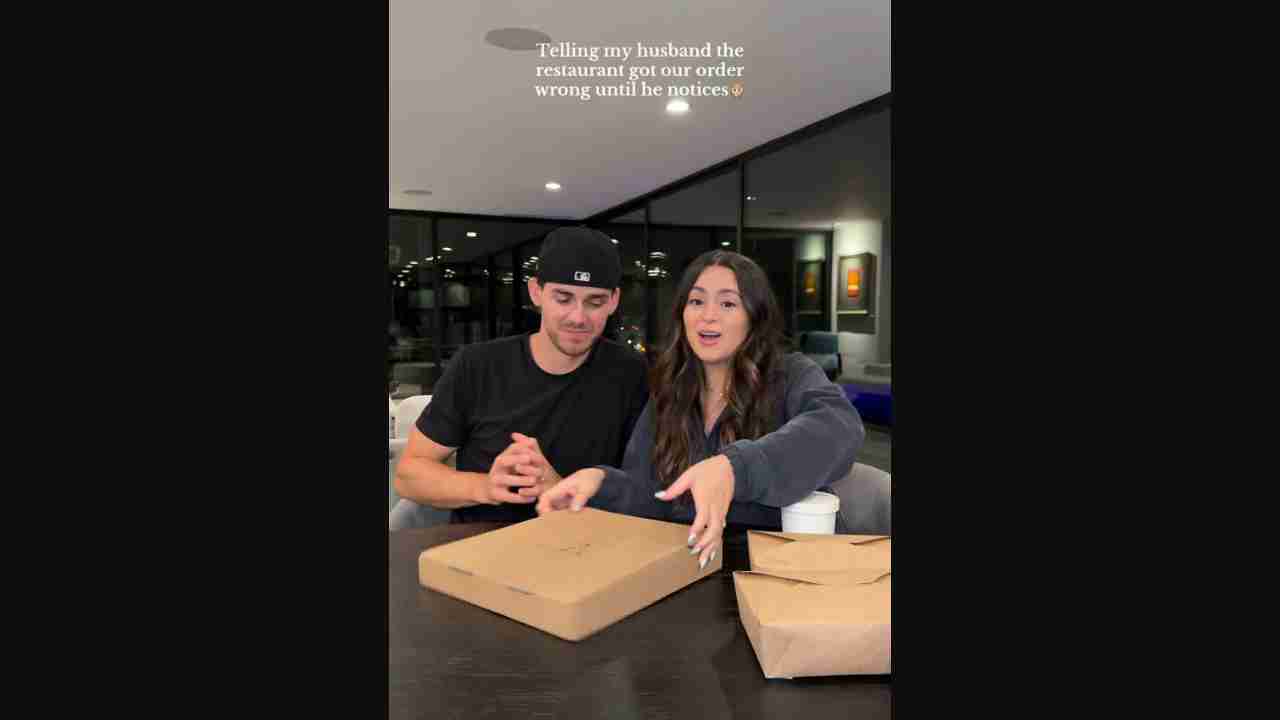 Telling my husband the
restaurant got our order
wrong until he notices🤫